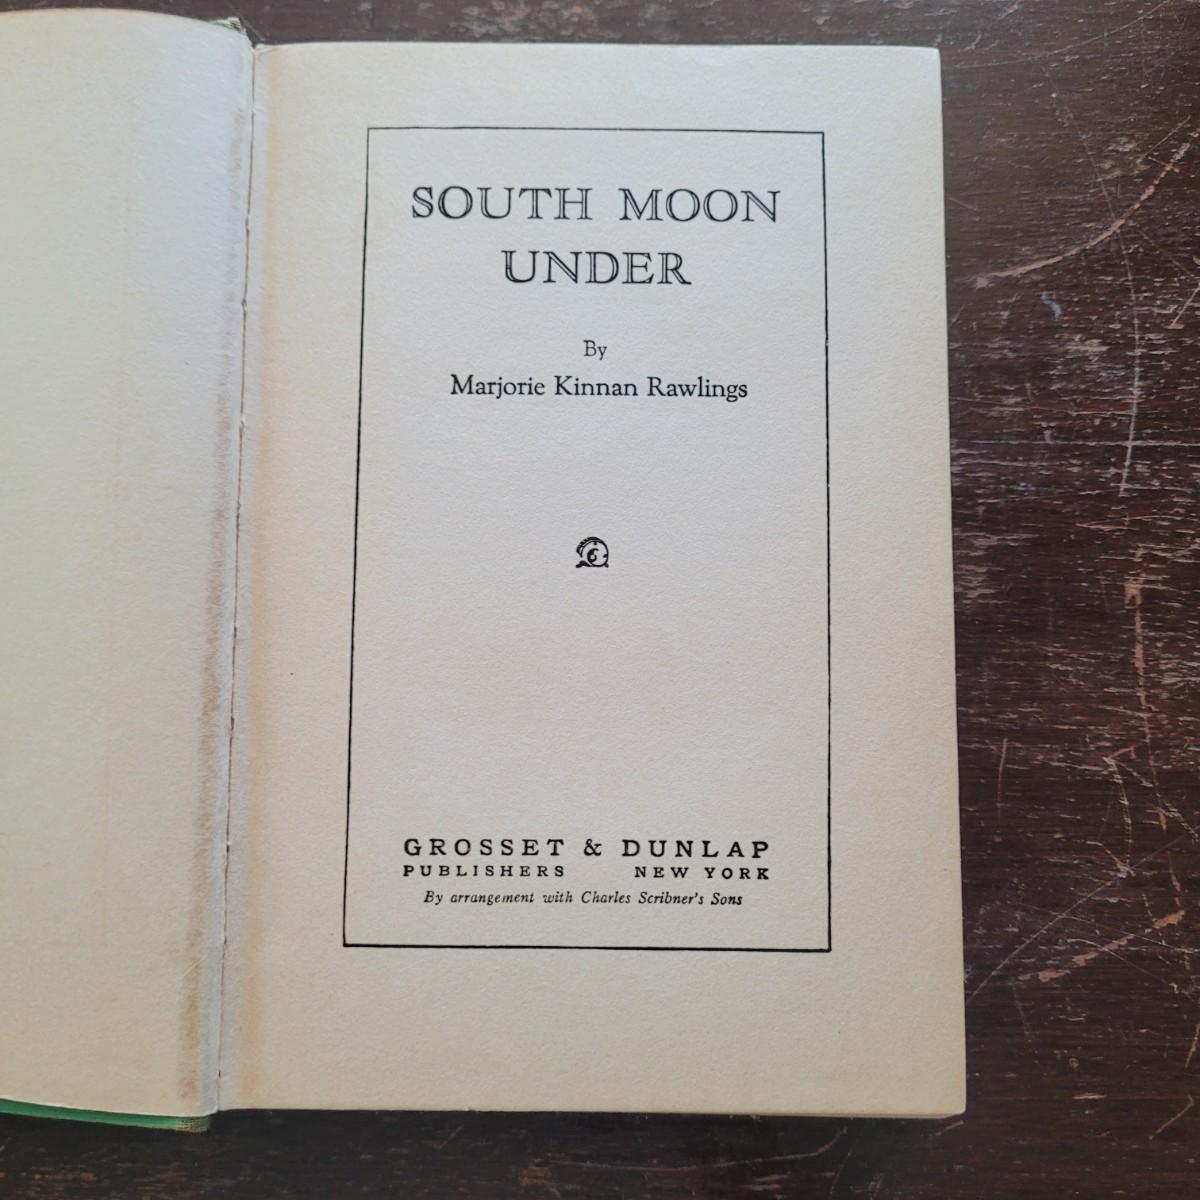 SOUTH MOON
UNDER
By
Marjorie Kinnan Rawlings
GROSSET & DUNLAP
PUBLISHERS NEW YORK
By arrangement with Charles Scribner's Sons